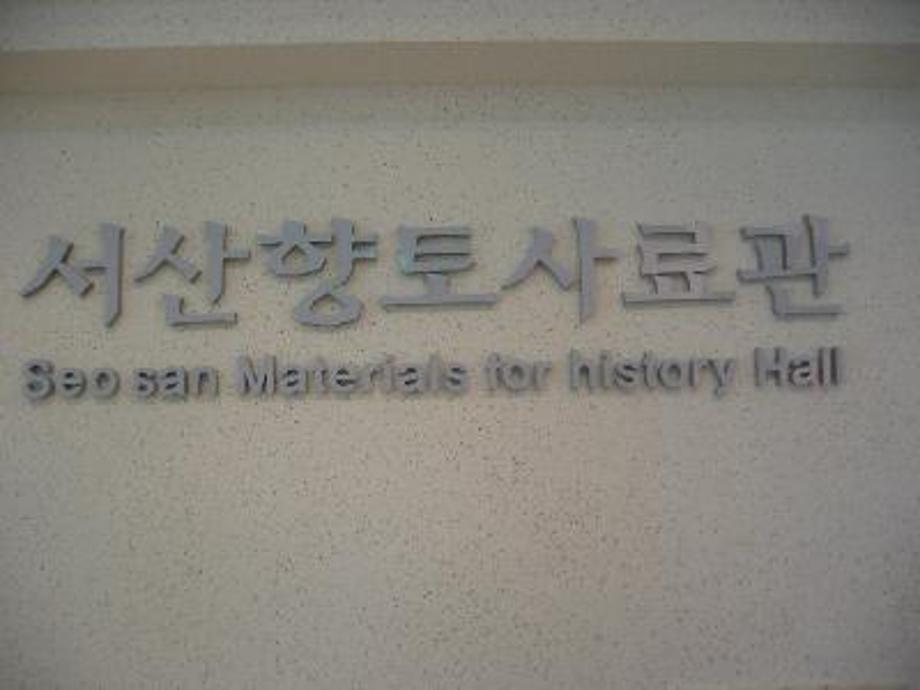 서산향토사료관
Seo san Materials for history Hall